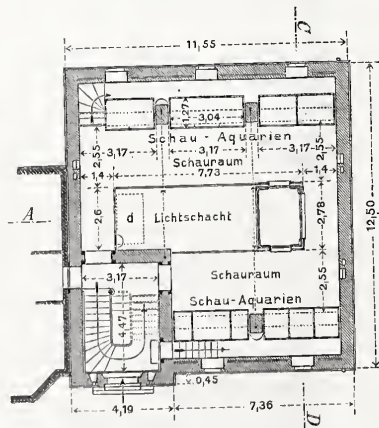 C
11,55
1,27
3,04
Schau - Aquarien
3,17
3,17
3,17
Schauraum
2,55
2,55
1,4
7,73
1,4
A
2,6
d
Lichtschacht
2,78
12,50
3,17
Schauraum
Schau-Aquarien
2,55
4,47
0,45
4,19
7,36
D